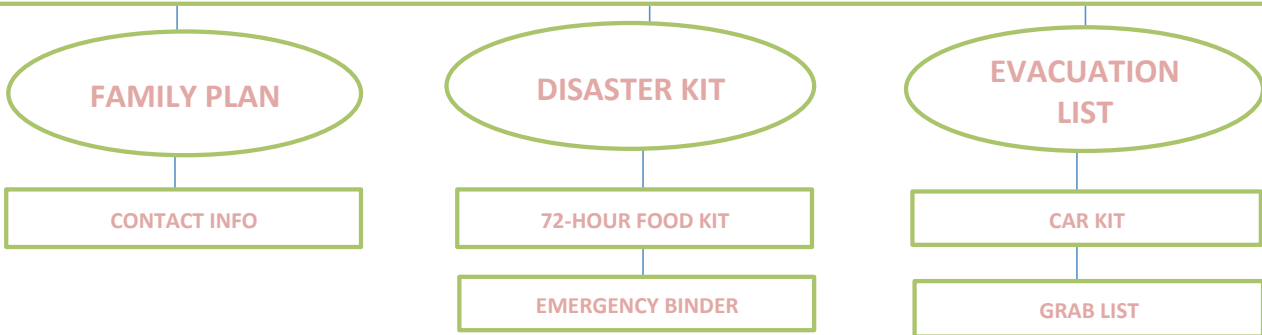 FAMILY PLAN
CONTACT INFO
DISASTER KIT
72-HOUR FOOD KIT
EMERGENCY BINDER
EVACUATION
LIST
CAR KIT
GRAB LIST